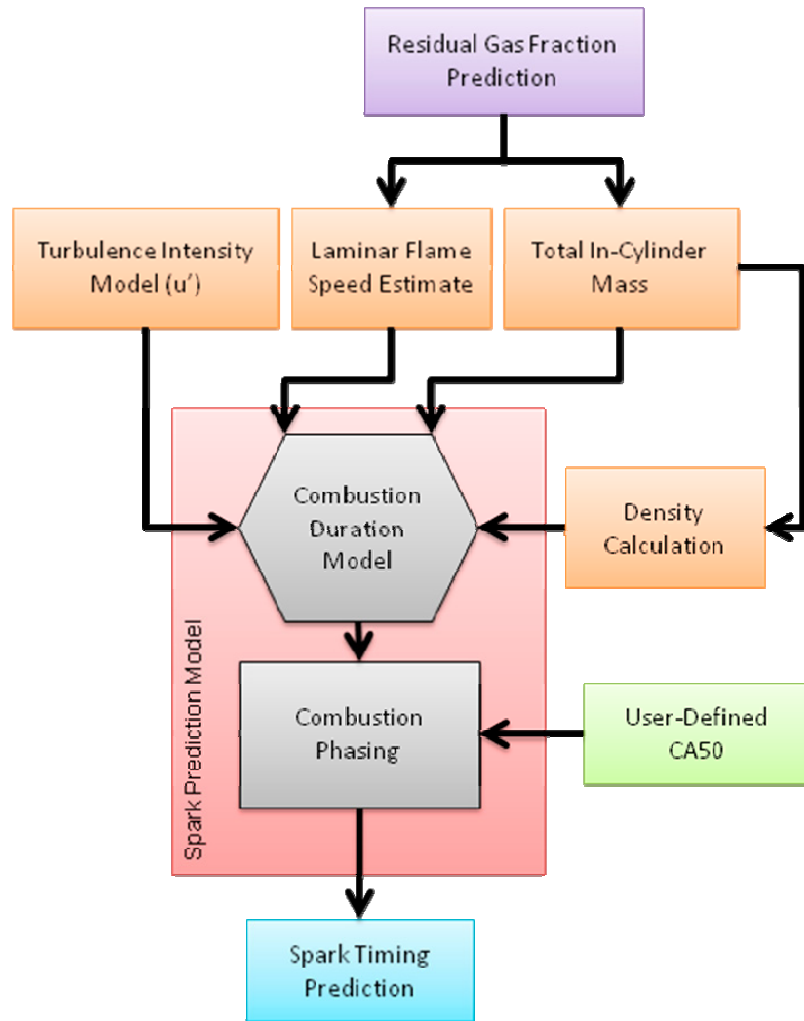 Residual Gas Fraction
Prediction
Turbulence Intensity
Model (u’)
Laminar Flame
Speed Estimate
Total In-Cylinder
Mass
Combustion
Duration
Model
Density
Calculation
Spark Prediction Model
Combustion
Phasing
User-Defined
CA50
Spark Timing
Prediction